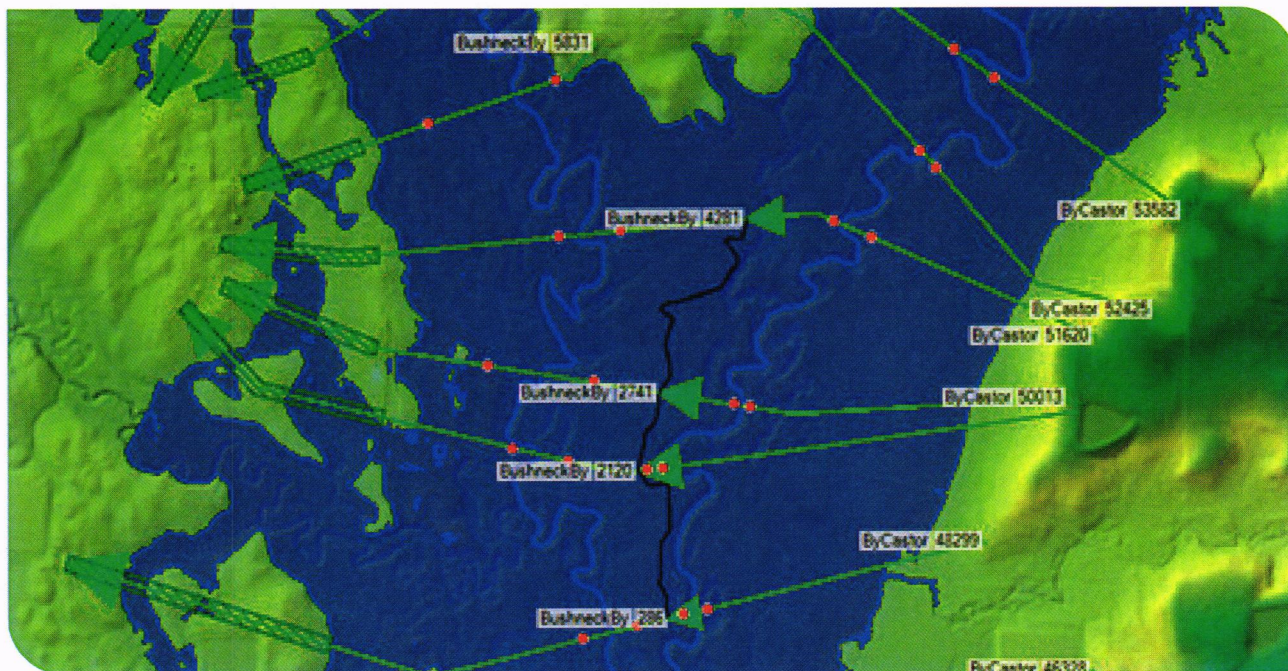 BushneckBy 5831
BushneckBy 4281
ByCastor 53582
ByCastor 52425
ByCastor 51620
BushneckBy 2741
ByCastor 50013
BushneckBy 2120
ByCastor 48299
BushneckBy 286
ByCastor 46328